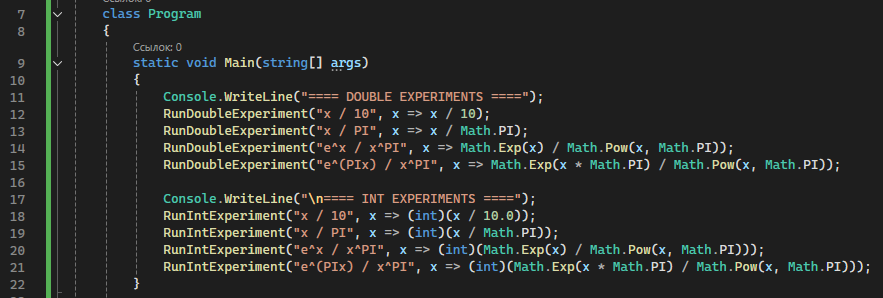 7 class Program
8 {
Ссылок: 0
9 static void Main(string[] args)
10 {
11 Console.WriteLine("==== DOUBLE EXPERIMENTS ====");
12 RunDoubleExperiment("x / 10", x => x / 10);
13 RunDoubleExperiment("x / PI", x => x / Math.PI);
14 RunDoubleExperiment("e^x / x^PI", x => Math.Exp(x) / Math.Pow(x, Math.PI));
15 RunDoubleExperiment("e^(PIx) / x^PI", x => Math.Exp(x * Math.PI) / Math.Pow(x, Math.PI));
16
17 Console.WriteLine("\n==== INT EXPERIMENTS ====");
18 RunIntExperiment("x / 10", x => (int)(x / 10.0));
19 RunIntExperiment("x / PI", x => (int)(x / Math.PI));
20 RunIntExperiment("e^x / x^PI", x => (int)(Math.Exp(x) / Math.Pow(x, Math.PI)));
21 RunIntExperiment("e^(PIx) / x^PI", x => (int)(Math.Exp(x * Math.PI) / Math.Pow(x, Math.PI)));
22 }